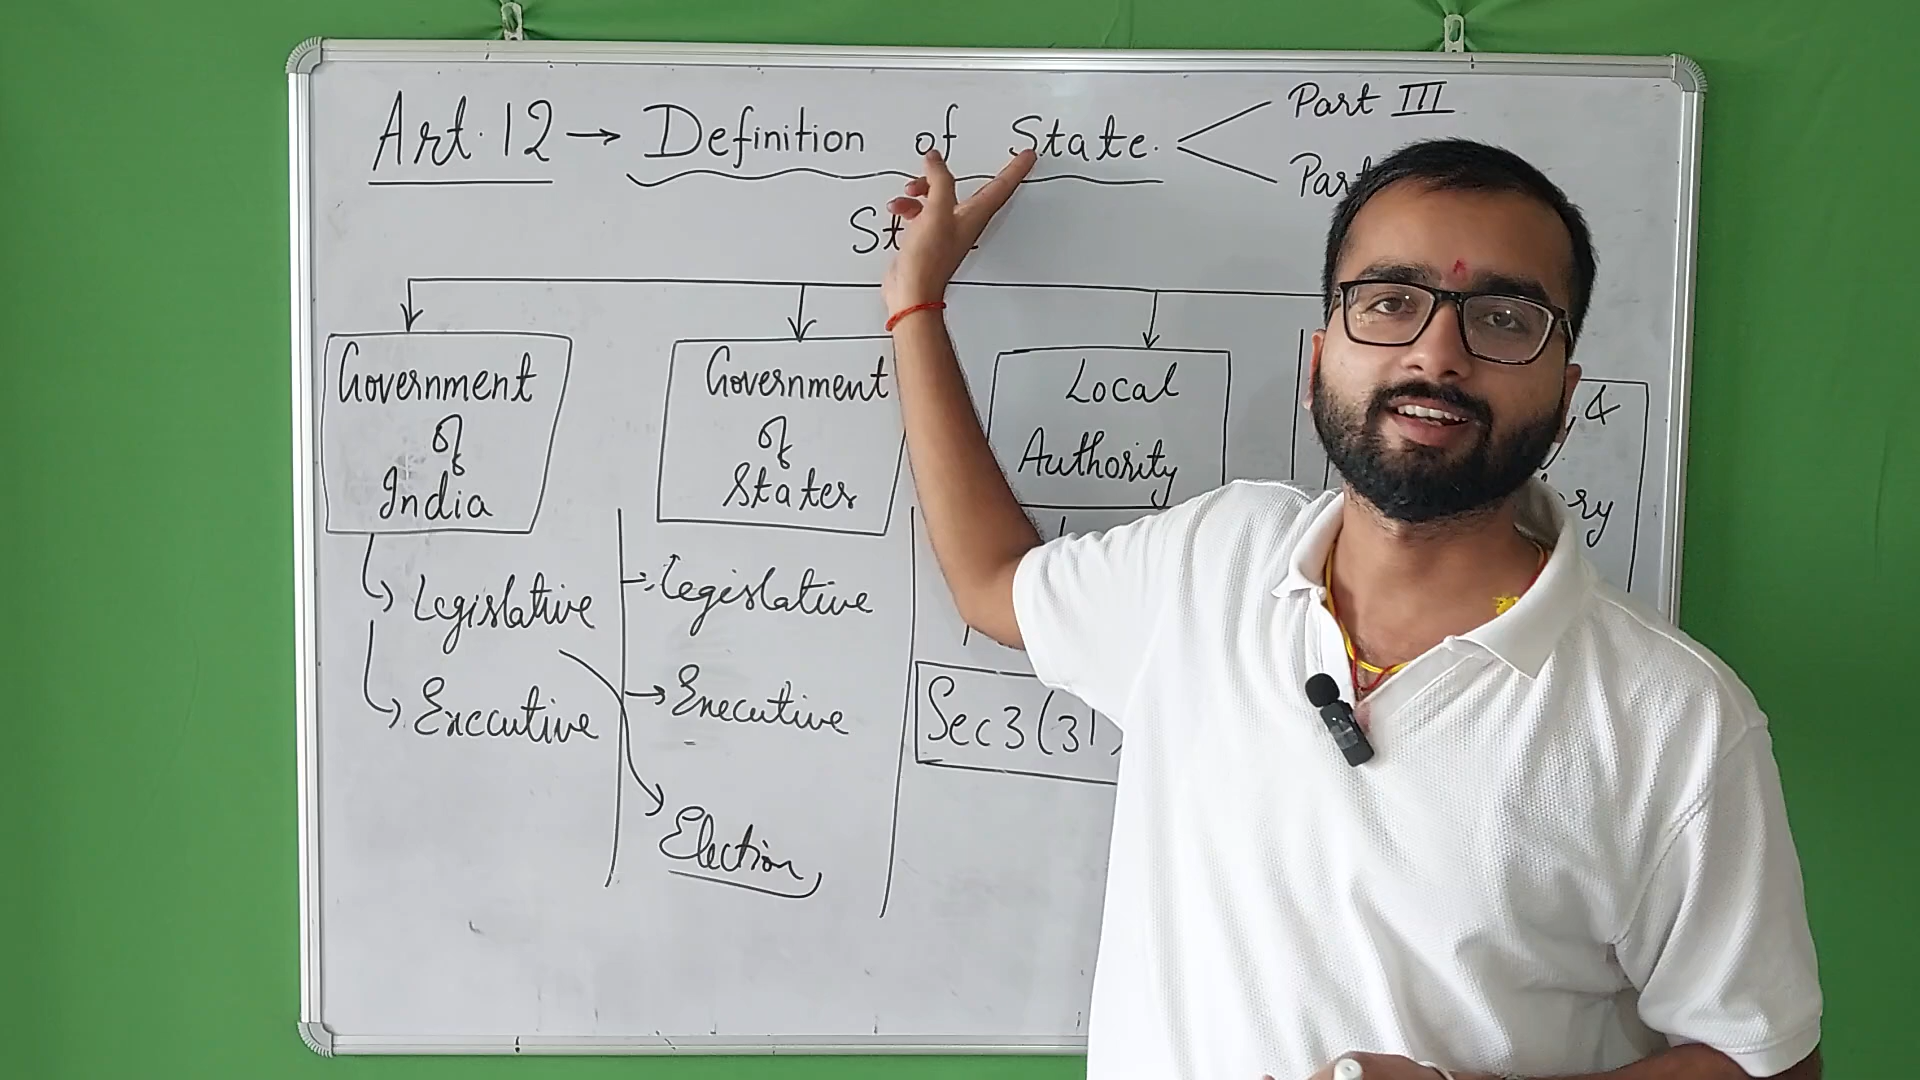 Art. 12 → Definition of State.
Part III
Part
Government of India
Government of States
Local Authority
&
Legislative
Executive
Legislative
Executive
Election
Sec 3 (31)